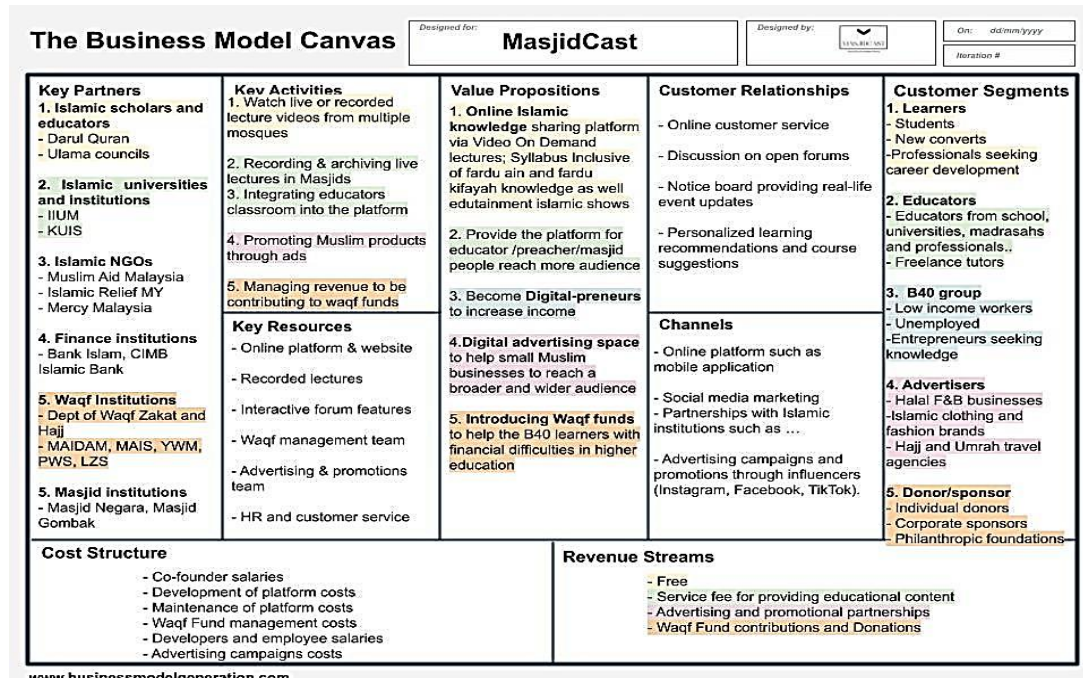 The Business Model Canvas
Designed for:
MasjidCast
Designed by:
MASJIDCAST
On: dd/mm/yyyy
Iteration #
Key Partners
1. Islamic scholars and
educators
- Darul Quran
- Ulama councils
2. Islamic universities
and institutions
- IIUM
- KUIS
3. Islamic NGOs
- Muslim Aid Malaysia
- Islamic Relief MY
- Mercy Malaysia
4. Finance institutions
- Bank Islam, CIMB
Islamic Bank
5. Waqf Institutions
- Dept of Waqf Zakat and
Hajj
- MAIDAM, MAIS, YWM,
PWS, LZS
5. Masjid institutions
- Masjid Negara, Masjid
Gombak
Key Activities
1. Watch live or recorded
lecture videos from multiple
mosques
2. Recording & archiving live
lectures in Masjids
3. Integrating educators
classroom into the platform
4. Promoting Muslim products
through ads
5. Managing revenue to be
contributing to waqf funds
Key Resources
- Online platform & website
- Recorded lectures
- Interactive forum features
- Waqf management team
- Advertising & promotions
team
- HR and customer service
Value Propositions
1. Online Islamic
knowledge sharing platform
via Video On Demand
lectures; Syllabus Inclusive
of fardu ain and fardu
kifayah knowledge as well
edutainment islamic shows
2. Provide the platform for
educator /preacher/masjid
people reach more audience
3. Become Digital-preneurs
to increase income
4.Digital advertising space
to help small Muslim
businesses to reach a
broader and wider audience
5. Introducing Waqf funds
to help the B40 learners with
financial difficulties in higher
education
Customer Relationships
- Online customer service
- Discussion on open forums
- Notice board providing real-life
event updates
- Personalized learning
recommendations and course
suggestions
Channels
- Online platform such as
mobile application
- Social media marketing
- Partnerships with Islamic
institutions such as ...
- Advertising campaigns and
promotions through influencers
(Instagram, Facebook, TikTok).
Customer Segments
1. Learners
- Students
- New converts
-Professionals seeking
career development
2. Educators
- Educators from school,
universities, madrasahs
and professionals..
- Freelance tutors
3. B40 group
- Low income workers
- Unemployed
-Entrepreneurs seeking
knowledge
4. Advertisers
- Halal F&B businesses
-Islamic clothing and
fashion brands
- Hajj and Umrah travel
agencies
5. Donor/sponsor
- Individual donors
- Corporate sponsors
- Philanthropic foundations
Cost Structure
- Co-founder salaries
- Development of platform costs
- Maintenance of platform costs
- Waqf Fund management costs
- Developers and employee salaries
- Advertising campaigns costs
Revenue Streams
- Free
- Service fee for providing educational content
- Advertising and promotional partnerships
- Waqf Fund contributions and Donations
www.businessmodelgeneration.com